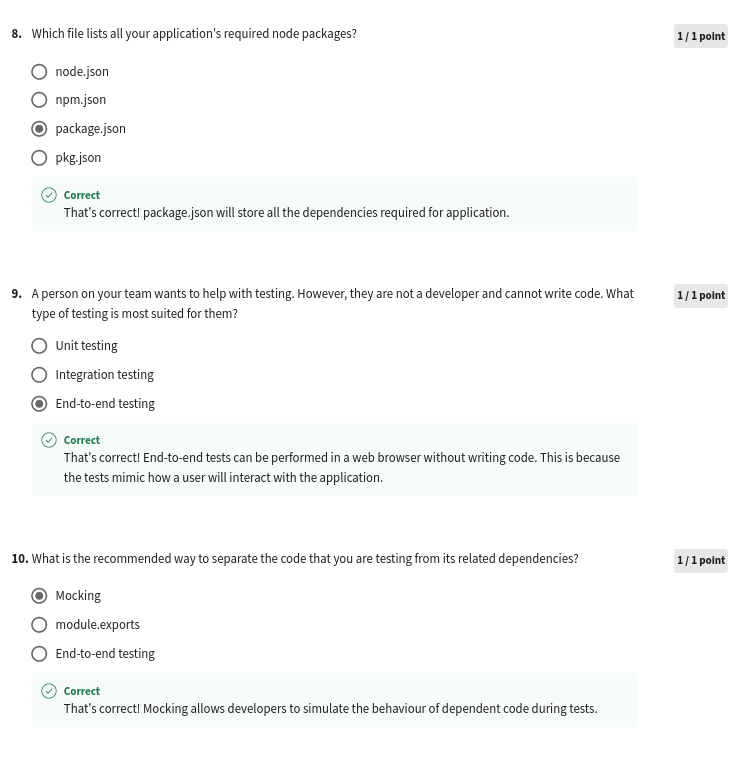 8. Which file lists all your application's required node packages?
1 / 1 point
node.json
npm.json
package.json
pkg.json
Correct
That's correct! package.json will store all the dependencies required for application.
9. A person on your team wants to help with testing. However, they are not a developer and cannot write code. What
type of testing is most suited for them?
1 / 1 point
Unit testing
Integration testing
End-to-end testing
Correct
That's correct! End-to-end tests can be performed in a web browser without writing code. This is because
the tests mimic how a user will interact with the application.
10. What is the recommended way to separate the code that you are testing from its related dependencies?
1 / 1 point
Mocking
module.exports
End-to-end testing
Correct
That's correct! Mocking allows developers to simulate the behaviour of dependent code during tests.